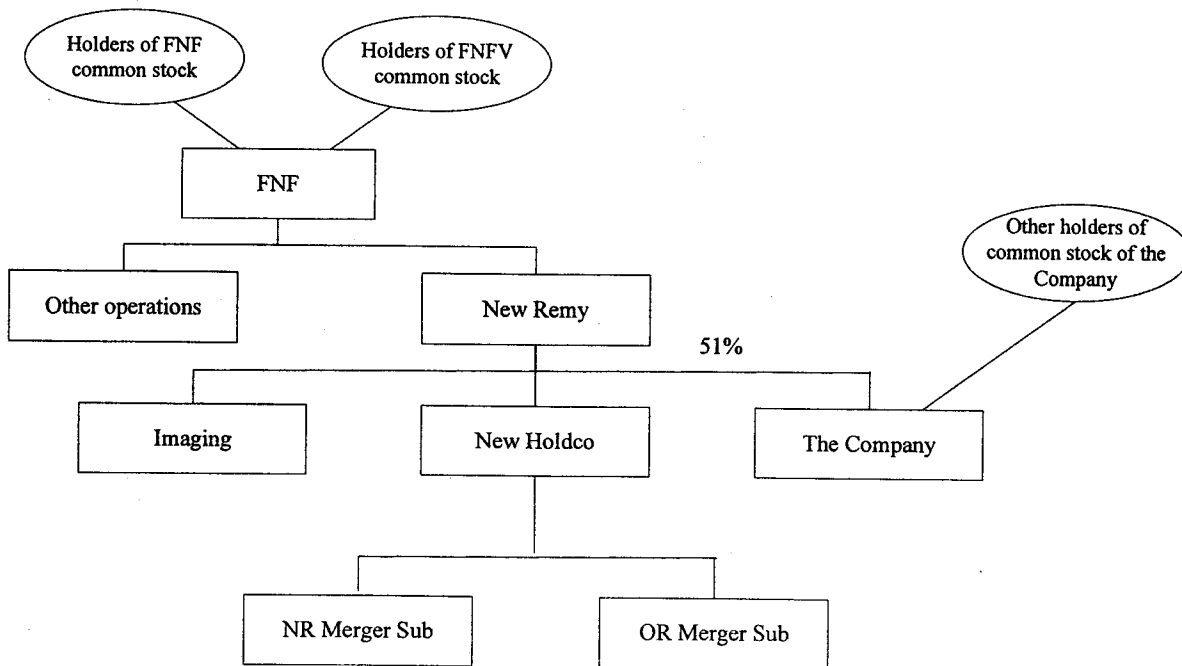 Holders of FNF
common stock
Holders of FNFV
common stock
FNF
Other holders of
common stock of the
Company
Other operations
New Remy
51%
Imaging
New Holdco
The Company
NR Merger Sub
OR Merger Sub